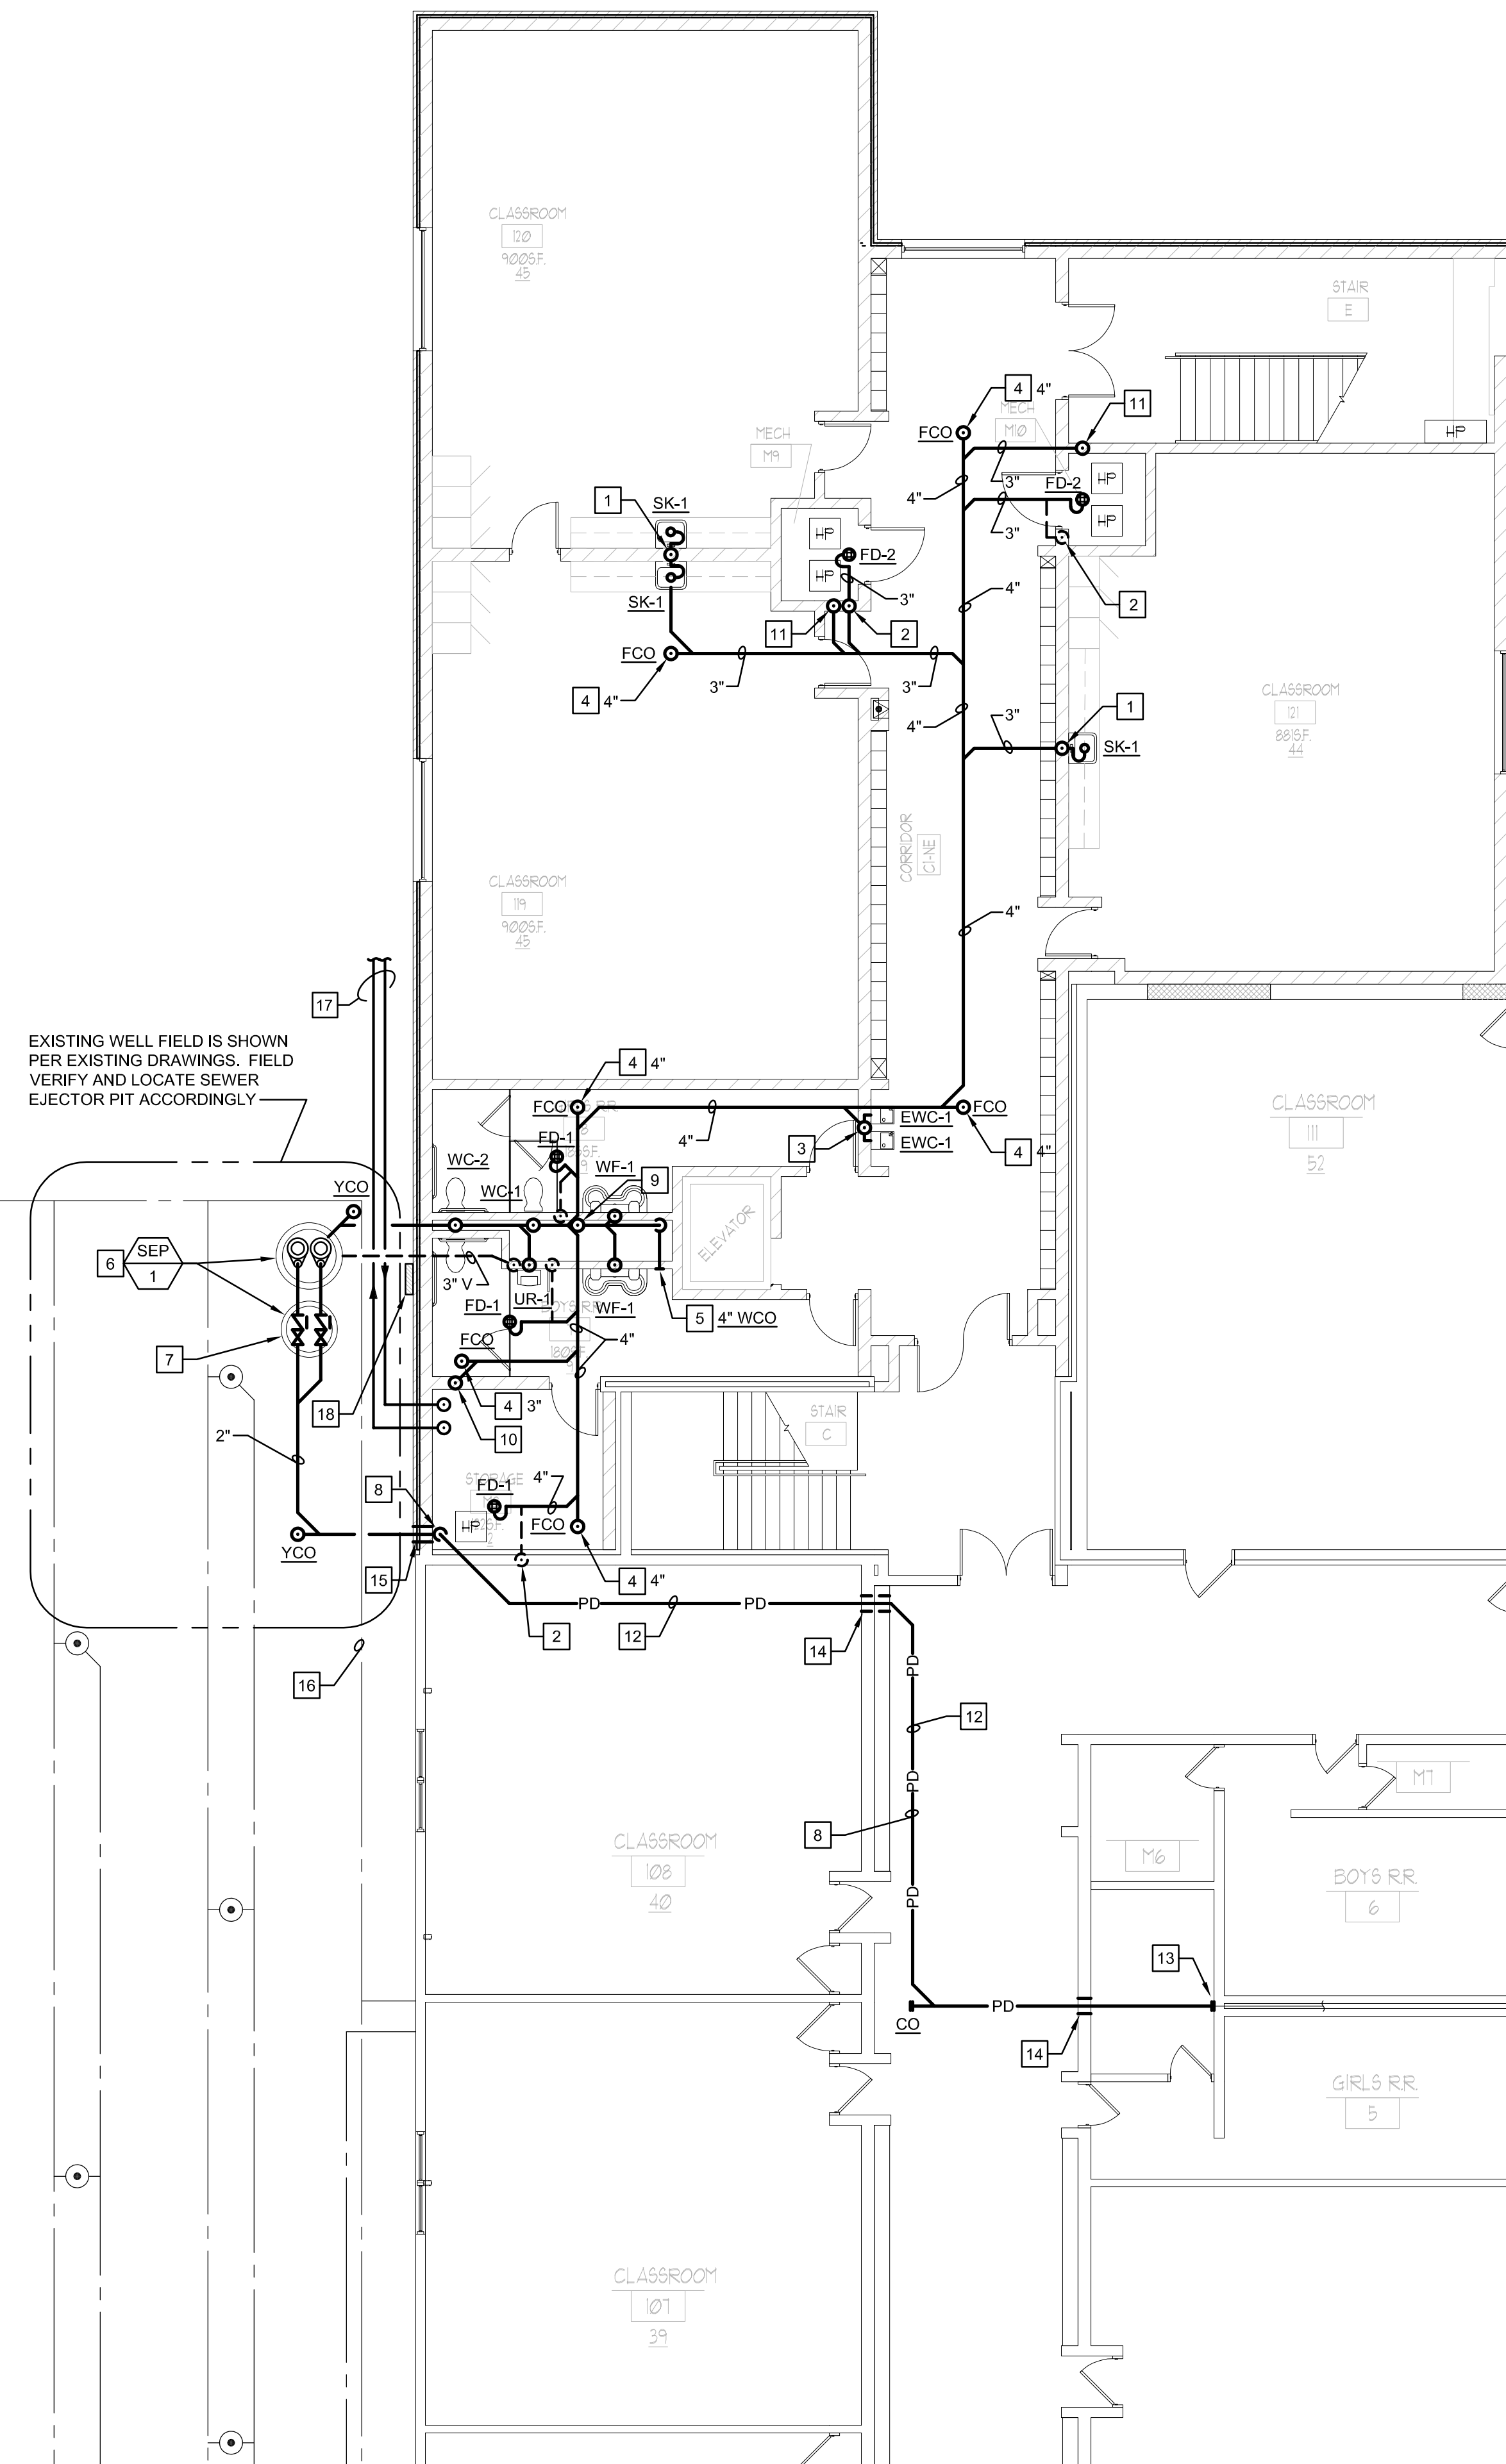 CLASSROOM
120
900S.F.
45
STAIR
E
HP
4 4"
MECH
M10
FCO
11
3"
4"
FD-2
HP
HP
3"
2
MECH
M9
1
SK-1
HP
HP
FD-2
3"
SK-1
11
2
FCO
4 4"
3"
3"
4"
4"
3"
1
SK-1
CLASSROOM
121
881S.F.
44
CORRIDOR
C1-NE
4"
CLASSROOM
119
900S.F.
45
17
EXISTING WELL FIELD IS SHOWN
PER EXISTING DRAWINGS. FIELD
VERIFY AND LOCATE SEWER
EJECTOR PIT ACCORDINGLY
4 4"
FCO
4"
EWC-1
EWC-1
FCO
4 4"
3
CLASSROOM
111
52
FD-1
WC-2
WC-1
WF-1
9
YCO
6
SEP
1
3" V
ELEVATOR
UR-1
WF-1
FD-1
5 4" WCO
FCO
4"
180S.F.
7
18
4 3"
10
2"
STAIR
C
STORAGE
FD-1
4"
8
HP
FCO
YCO
15
4 4"
PD
PD
2
12
14
16
PD
12
PD
8
PD
M7
M6
CLASSROOM
108
40
BOYS R.R.
6
13
CO
PD
14
GIRLS R.R.
5
CLASSROOM
107
39